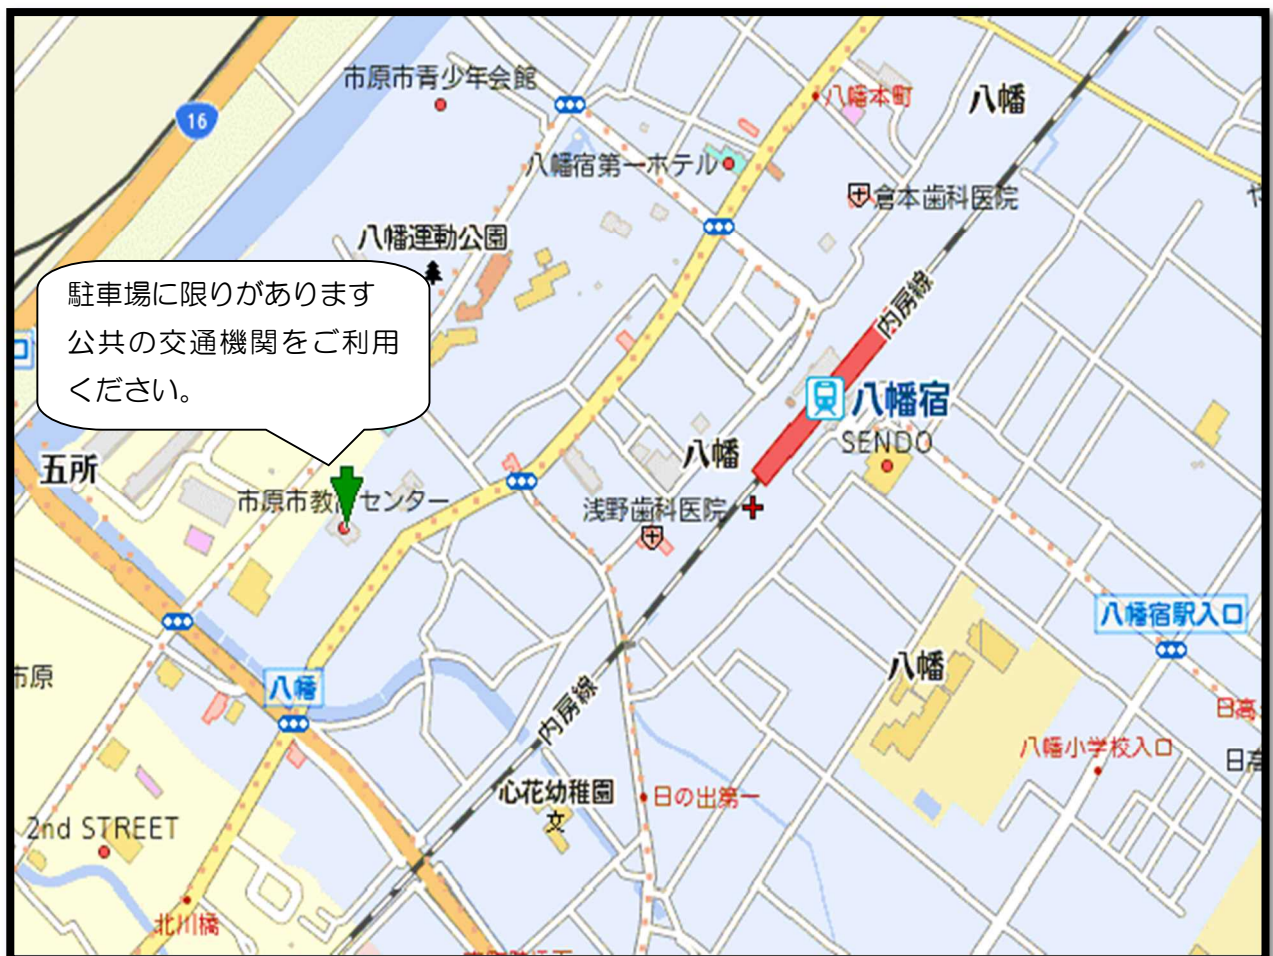 市原市青少年会館
16
八幡本町
八幡
八幡宿第一ホテル
倉本歯科医院
八幡運動公園
駐車場に限りがあります
公共の交通機関をご利用
ください。
内房線
八幡宿
SENDO
八幡
五所
市原市教
センター
浅野歯科医院
八幡宿駅入口
八幡
市原
八幡
内房線
日高
八幡小学校入口
日高
心花幼稚園
文
日の出第一
2nd STREET
北川橋